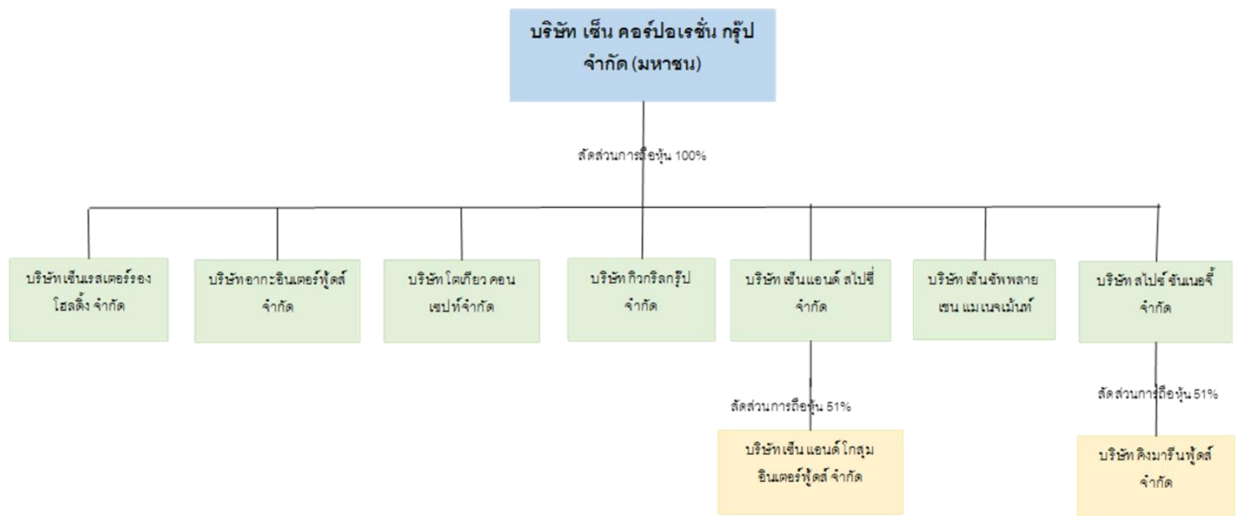 บริษัท เซ็น คอร์ปอเรชั่น กรุ๊ป
จำกัด (มหาชน)
สัดส่วนการถือหุ้น 100%
บริษัทเซ็นเรสเตอร์รอง
โฮลดิ้ง จำกัด
บริษัทอากะอินเตอร์ฟู้ดส์
จำกัด
บริษัท โตเกียว คอน
เซปท์จำกัด
บริษัท กิวกริลกรุ๊ป
จำกัด
บริษัท เซ็นแอนด์ สไปซี่
จำกัด
บริษัท เซ็นซัพพลาย
เชน แมเนจเม้นท์
บริษัท สไปซ์ ซันเนอจี้
จำกัด
สัดส่วนการถือหุ้น 51%
สัดส่วนการถือหุ้น 51%
บริษัท เซ็น แอนด์ โกสุม
อินเตอร์ฟู้ดส์ จำกัด
บริษัท คิงมารีนฟู้ดส์
จำกัด